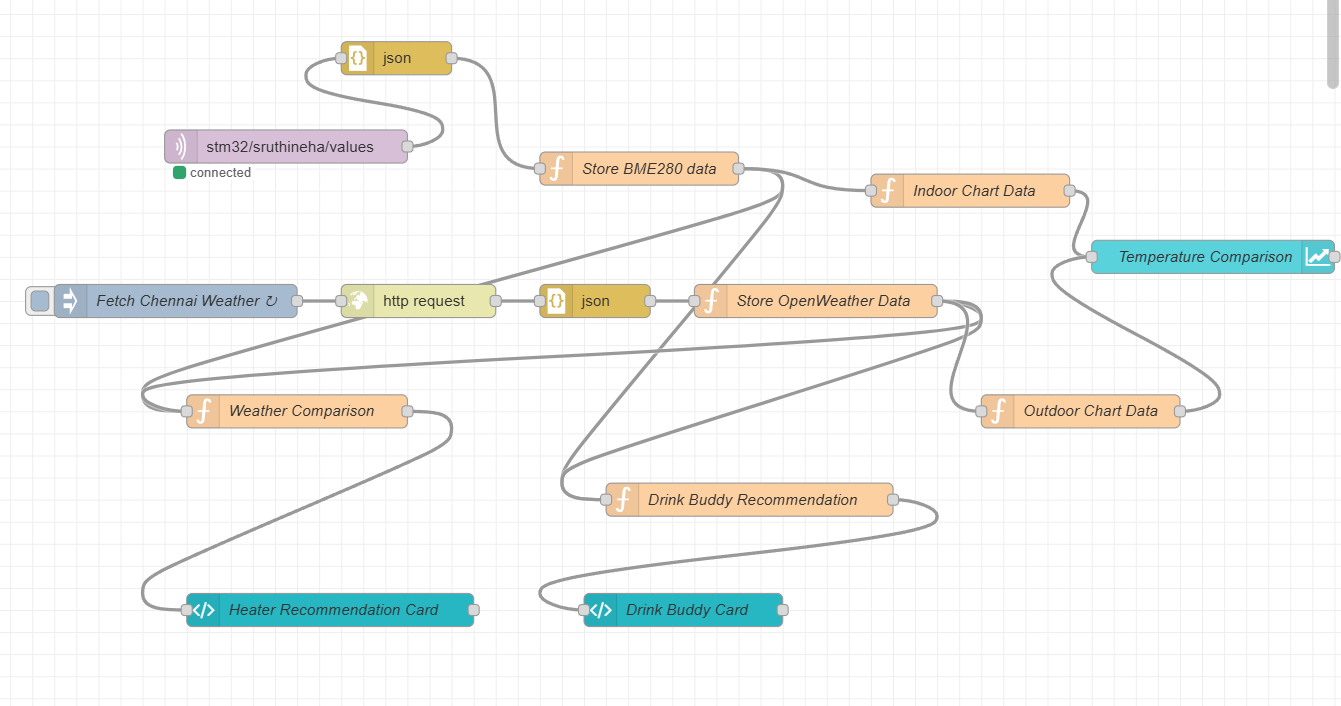 json
stm32/sruthineha/values
connected
Store BME280 data
Indoor Chart Data
Temperature Comparison
Fetch Chennai Weather ↻
http request
json
Store OpenWeather Data
Weather Comparison
Outdoor Chart Data
Drink Buddy Recommendation
Heater Recommendation Card
Drink Buddy Card